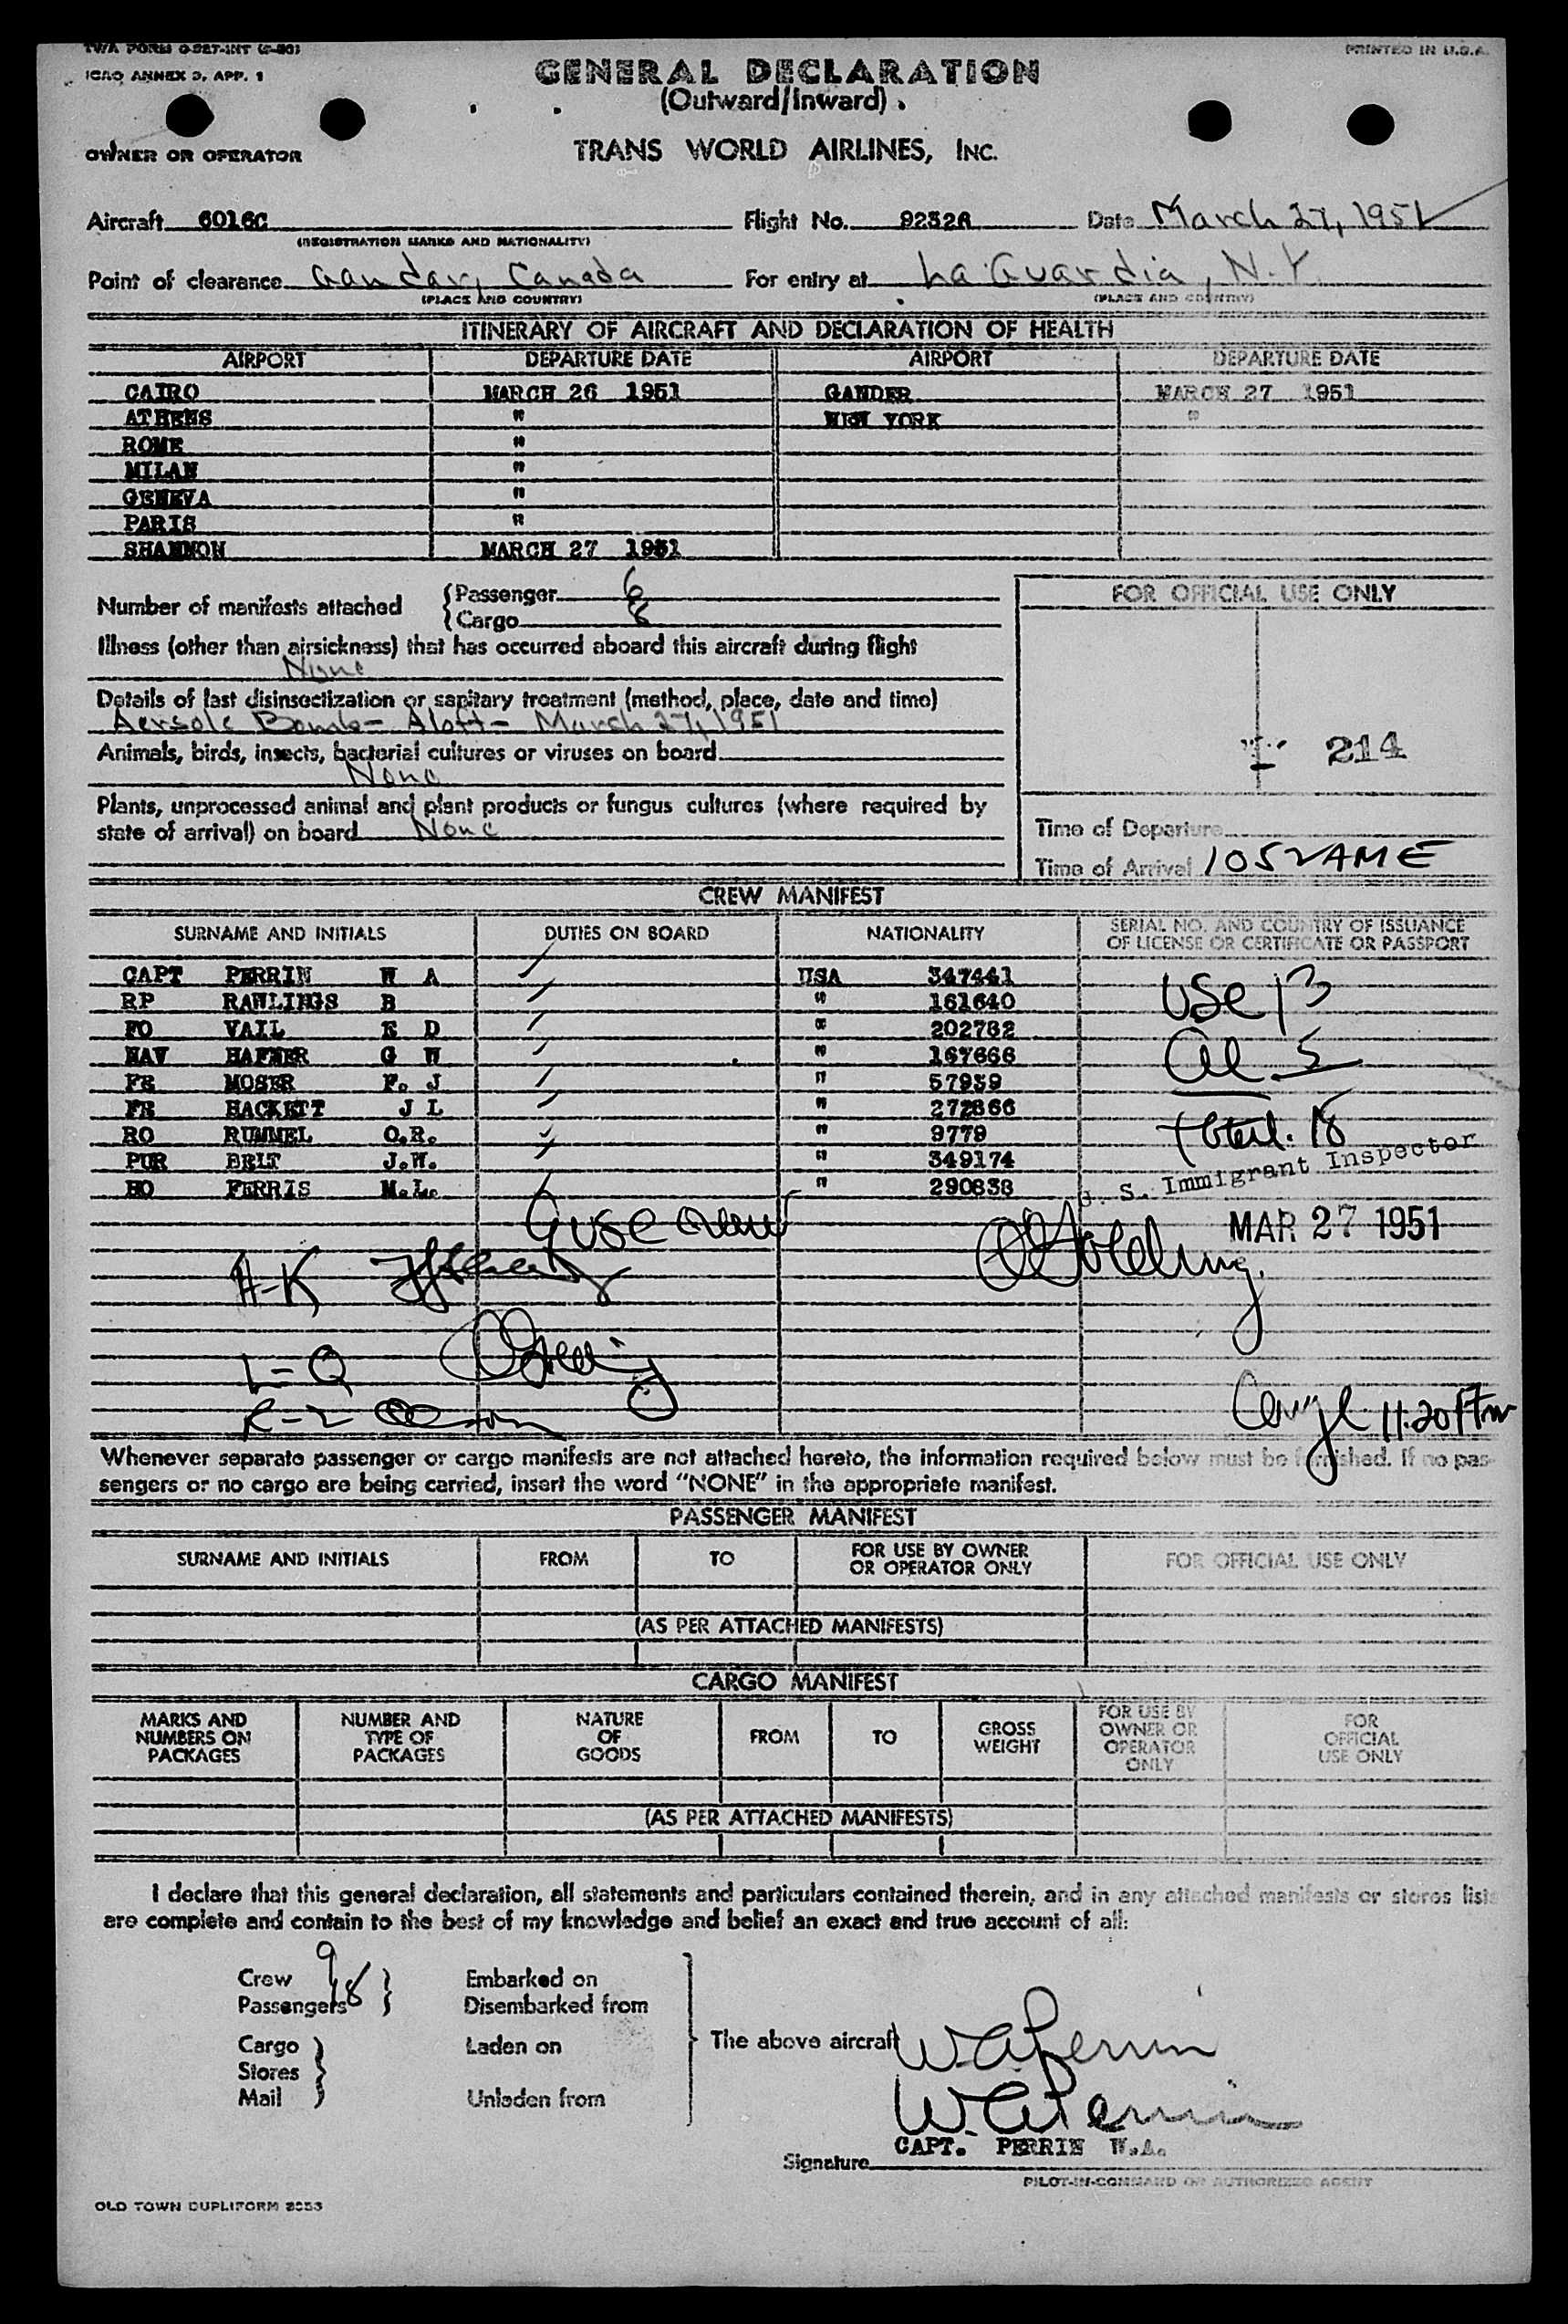 TWA FORM O-527-INT
PRINTED IN U.S.A.
ICAO ANNEX 9, APP. 1
GENERAL DECLARATION
(Outward/Inward)
OWNER OR OPERATOR
TRANS WORLD AIRLINES, INC.
Aircraft 6016C Flight No. Date March 27, 1951
(REGISTRATION MARKS AND NATIONALITY)
Point of clearance Gander, Canada For entry at La Guardia, N.Y.
(PLACE AND COUNTRY) (PLACE AND COUNTRY)
ITINERARY OF AIRCRAFT AND DECLARATION OF HEALTH
AIRPORT DEPARTURE DATE AIRPORT DEPARTURE DATE
CAIRO MARCH 26 1951 GANDER MARCH 27 1951
ATHENS " NEW YORK "
ROME "
MILAN "
GENEVA "
PARIS "
SHANNON MARCH 27 1951
Number of manifests attached { Passenger 6
{ Cargo 8
FOR OFFICIAL USE ONLY
Illness (other than airsickness) that has occurred aboard this aircraft during flight
None
Details of last disinsectization or sanitary treatment (method, place, date and time)
Aersole Bomb - Aloft - March 27, 1951
Animals, birds, insects, bacterial cultures or viruses on board
None
214
Plants, unprocessed animal and plant products or fungus cultures (where required by
state of arrival) on board None
Time of Departure
Time of Arrival 1052 AM E
CREW MANIFEST
SURNAME AND INITIALS DUTIES ON BOARD NATIONALITY SERIAL NO. AND COUNTRY OF ISSUANCE
OF LICENSE OR CERTIFICATE OR PASSPORT
CAPT PERRIN W A USA 347441
RP RAWLINGS B " 161640
FO VAIL E D " 202782
NAV HAFNER G W " 167666
FE MOSER F. J " 57939
FE HACKETT J L " 272866
RO RUMMEL O.R. " 9779
PUR BELT J.W. " 349174
HO FERRIS M.L. " 290838
USC 13
Al 5
total 18
U. S. Immigrant Inspector
MAR 27 1951
9 USC crew
H-K
L-Q
R-Z
11:20
Whenever separate passenger or cargo manifests are not attached hereto, the information required below must be furnished. If no pas-
sengers or no cargo are being carried, insert the word "NONE" in the appropriate manifest.
PASSENGER MANIFEST
SURNAME AND INITIALS FROM TO FOR USE BY OWNER OR OPERATOR ONLY FOR OFFICIAL USE ONLY
(AS PER ATTACHED MANIFESTS)
CARGO MANIFEST
MARKS AND NUMBERS ON PACKAGES NUMBER AND TYPE OF PACKAGES NATURE OF GOODS FROM TO GROSS WEIGHT FOR USE BY OWNER OR OPERATOR ONLY FOR OFFICIAL USE ONLY
(AS PER ATTACHED MANIFESTS)
I declare that this general declaration, all statements and particulars contained therein, and in any attached manifests or stores lists
are complete and contain to the best of my knowledge and belief an exact and true account of all:
Crew 9 Embarked on
Passengers 18 Disembarked from
Cargo Laden on The above aircraft W.A. Perrin
Stores
Mail Unladen from
W.A. Perrin
CAPT. PERRIN W.A.
Signature
PILOT-IN-COMMAND OR AUTHORIZED AGENT
OLD TOWN DUPLIFORM